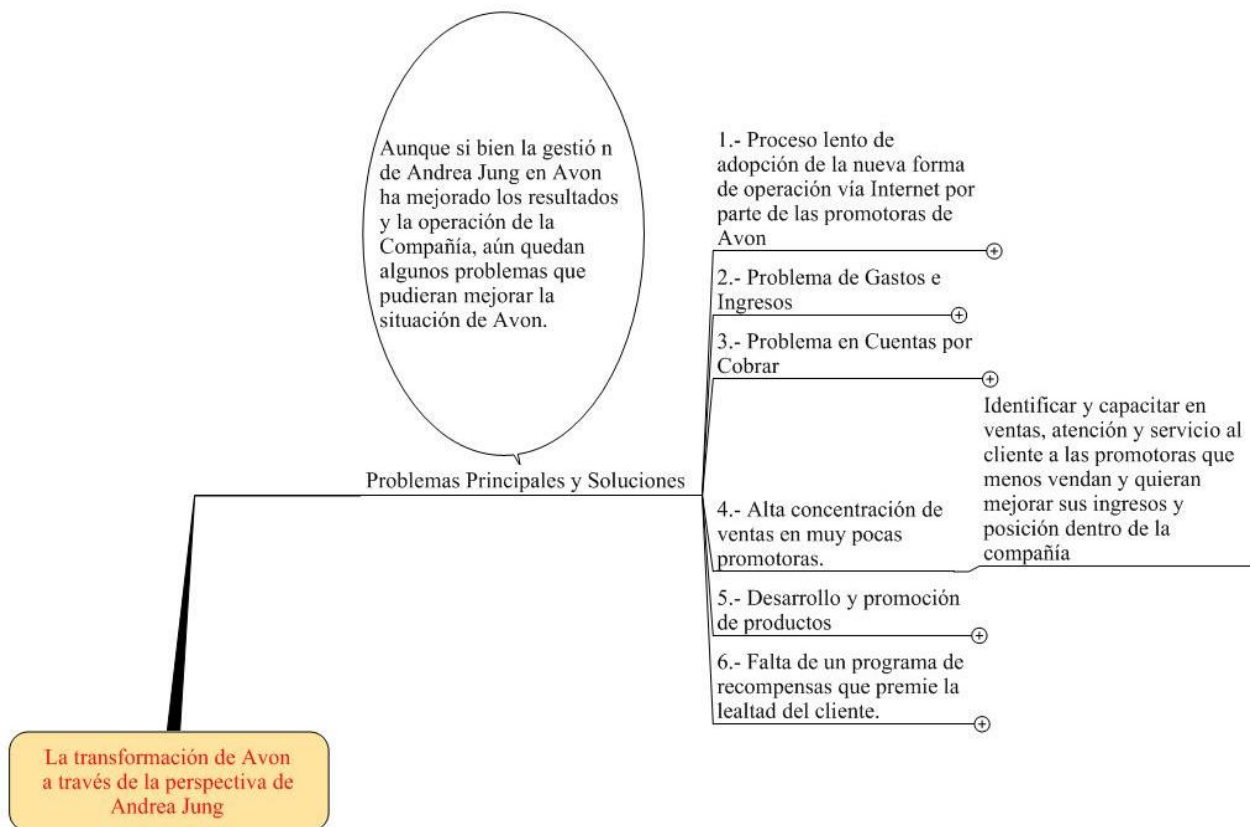 Aunque si bien la gestió n
de Andrea Jung en Avon
ha mejorado los resultados
y la operación de la
Compañía, aún quedan
algunos problemas que
pudieran mejorar la
situación de Avon.
Problemas Principales y Soluciones
1.- Proceso lento de
adopción de la nueva forma
de operación vía Internet por
parte de las promotoras de
Avon
2.- Problema de Gastos e
Ingresos
3.- Problema en Cuentas por
Cobrar
4.- Alta concentración de
ventas en muy pocas
promotoras.
Identificar y capacitar en
ventas, atención y servicio al
cliente a las promotoras que
menos vendan y quieran
mejorar sus ingresos y
posición dentro de la
compañía
5.- Desarrollo y promoción
de productos
6.- Falta de un programa de
recompensas que premie la
lealtad del cliente.
La transformación de Avon
a través de la perspectiva de
Andrea Jung